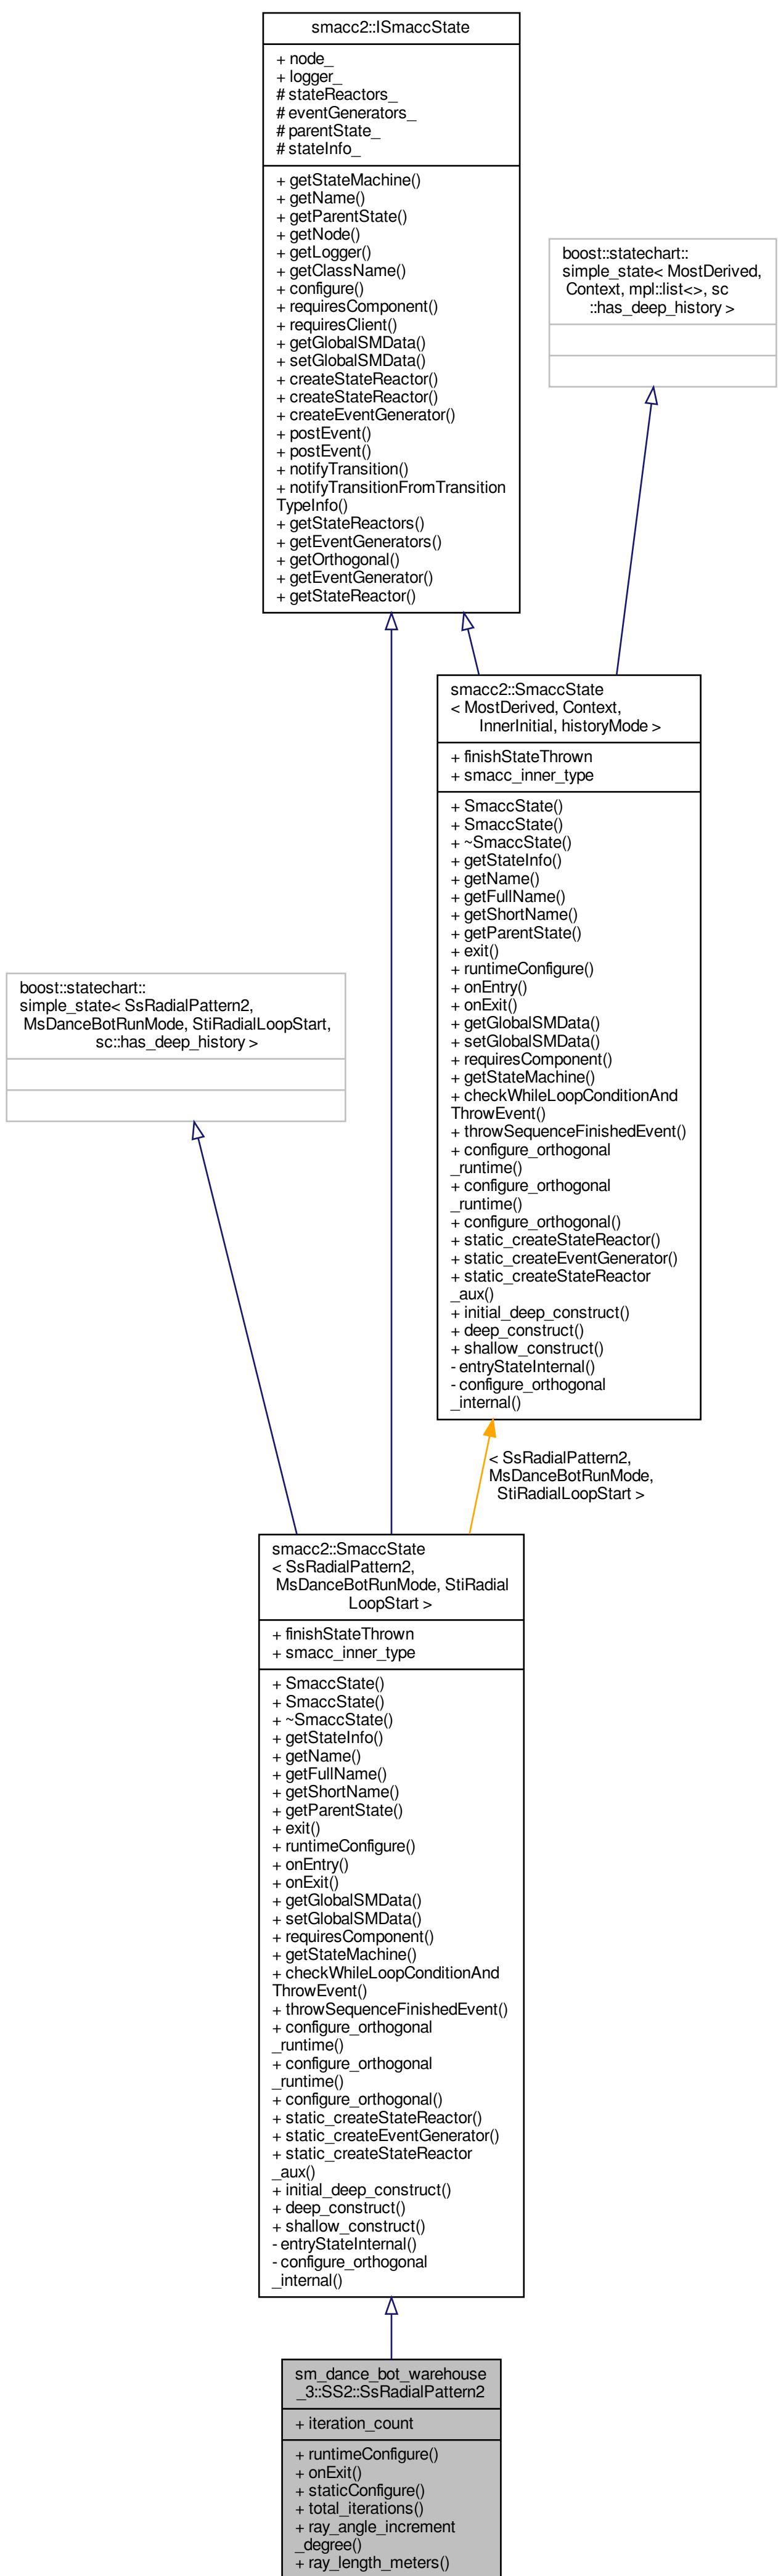 smacc2::ISmaccState
+ node_
+ logger_
# stateReactors_
# eventGenerators_
# parentState_
# stateInfo_
+ getStateMachine()
+ getName()
+ getParentState()
+ getNode()
+ getLogger()
+ getClassName()
+ configure()
+ requiresComponent()
+ requiresClient()
+ getGlobalSMData()
+ setGlobalSMData()
+ createStateReactor()
+ createStateReactor()
+ createEventGenerator()
+ postEvent()
+ postEvent()
+ notifyTransition()
+ notifyTransitionFromTransition
TypeInfo()
+ getStateReactors()
+ getEventGenerators()
+ getOrthogonal()
+ getEventGenerator()
+ getStateReactor()
boost::statechart::
simple_state< MostDerived,
Context, mpl::list<>, sc
::has_deep_history >
smacc2::SmaccState
< MostDerived, Context,
InnerInitial, historyMode >
+ finishStateThrown
+ smacc_inner_type
+ SmaccState()
+ SmaccState()
+ ~SmaccState()
+ getStateInfo()
+ getName()
+ getFullName()
+ getShortName()
+ getParentState()
+ exit()
+ runtimeConfigure()
+ onEntry()
+ onExit()
+ getGlobalSMData()
+ setGlobalSMData()
+ requiresComponent()
+ getStateMachine()
+ checkWhileLoopConditionAnd
ThrowEvent()
+ throwSequenceFinishedEvent()
+ configure_orthogonal
_runtime()
+ configure_orthogonal
_runtime()
+ configure_orthogonal()
+ static_createStateReactor()
+ static_createEventGenerator()
+ static_createStateReactor
_aux()
+ initial_deep_construct()
+ deep_construct()
+ shallow_construct()
- entryStateInternal()
- configure_orthogonal
_internal()
boost::statechart::
simple_state< SsRadialPattern2,
MsDanceBotRunMode, StiRadialLoopStart,
sc::has_deep_history >
< SsRadialPattern2,
MsDanceBotRunMode,
StiRadialLoopStart >
smacc2::SmaccState
< SsRadialPattern2,
MsDanceBotRunMode, StiRadial
LoopStart >
+ finishStateThrown
+ smacc_inner_type
+ SmaccState()
+ SmaccState()
+ ~SmaccState()
+ getStateInfo()
+ getName()
+ getFullName()
+ getShortName()
+ getParentState()
+ exit()
+ runtimeConfigure()
+ onEntry()
+ onExit()
+ getGlobalSMData()
+ setGlobalSMData()
+ requiresComponent()
+ getStateMachine()
+ checkWhileLoopConditionAnd
ThrowEvent()
+ throwSequenceFinishedEvent()
+ configure_orthogonal
_runtime()
+ configure_orthogonal
_runtime()
+ configure_orthogonal()
+ static_createStateReactor()
+ static_createEventGenerator()
+ static_createStateReactor
_aux()
+ initial_deep_construct()
+ deep_construct()
+ shallow_construct()
- entryStateInternal()
- configure_orthogonal
_internal()
sm_dance_bot_warehouse
_3::SS2::SsRadialPattern2
+ iteration_count
+ runtimeConfigure()
+ onExit()
+ staticConfigure()
+ total_iterations()
+ ray_angle_increment
_degree()
+ ray_length_meters()